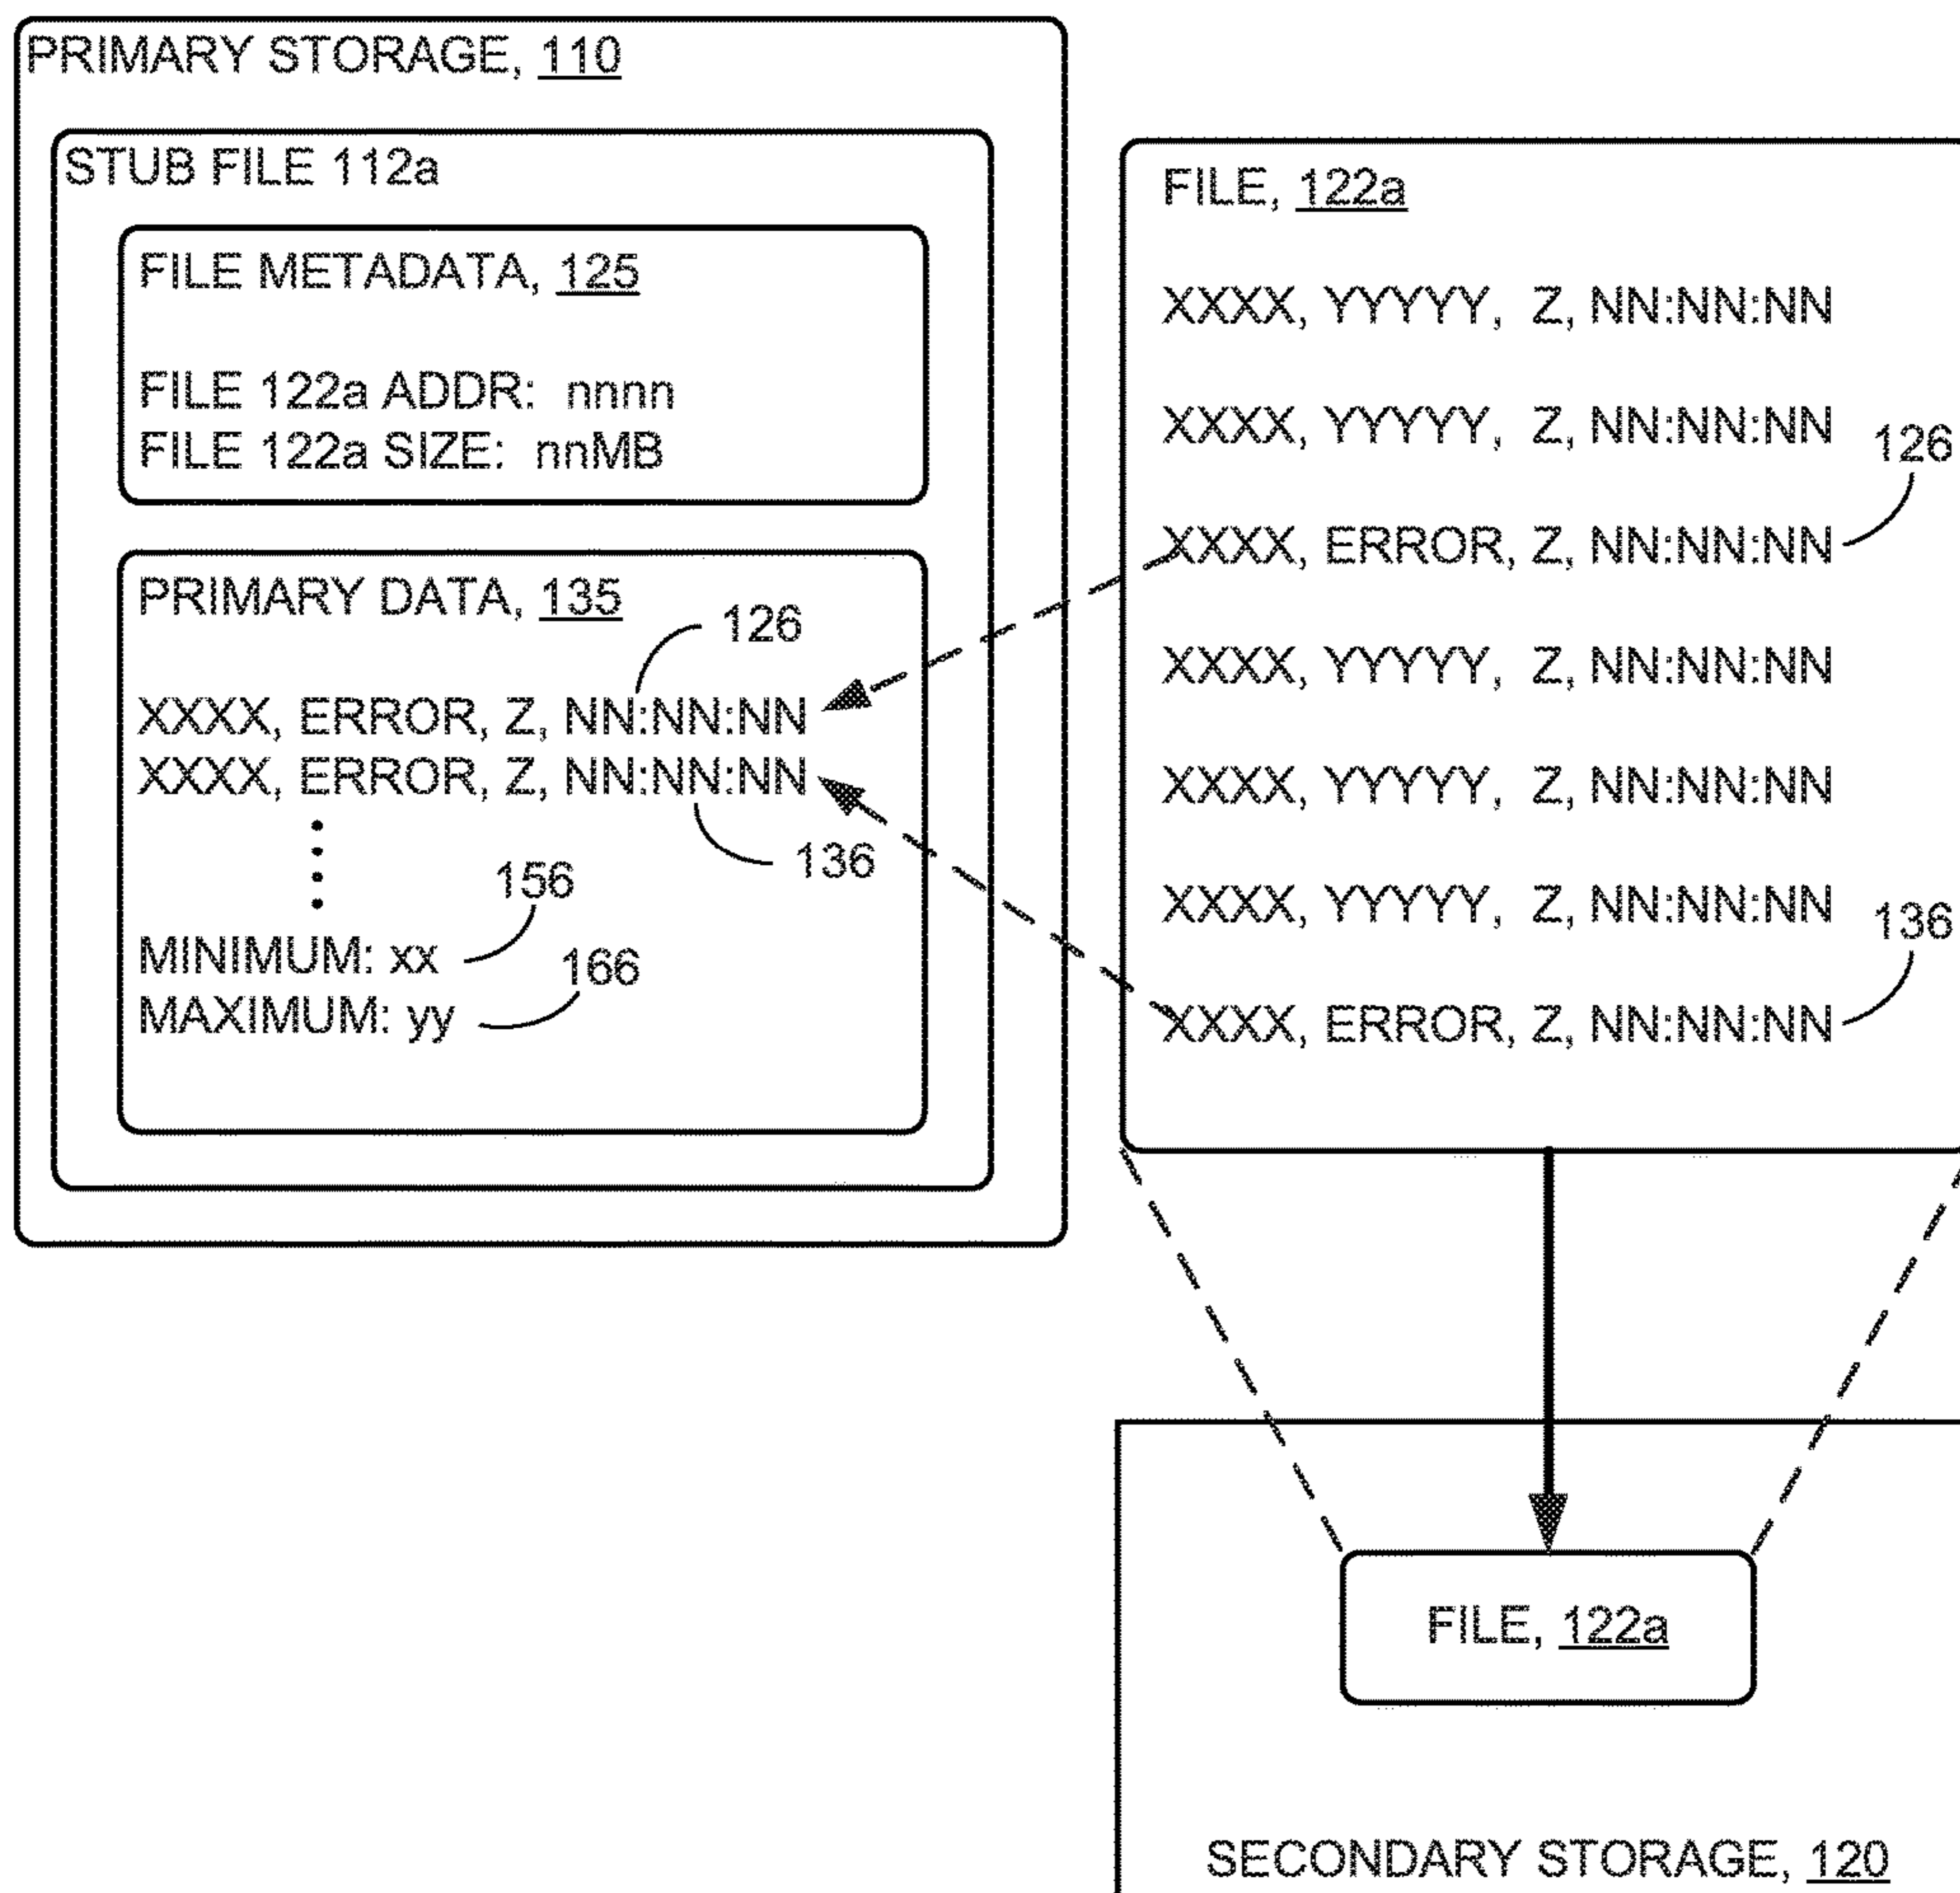 PRIMARY STORAGE, 110
STUB FILE 112a
FILE METADATA, 125
FILE 122a ADDR: nnnn
FILE 122a SIZE: nnMB
PRIMARY DATA, 135
126
XXXX, ERROR, Z, NN:NN:NN
XXXX, ERROR, Z, NN:NN:NN
136
156
MINIMUM: xx
166
MAXIMUM: yy
FILE, 122a
XXXX, YYYYY, Z, NN:NN:NN
XXXX, YYYYY, Z, NN:NN:NN
126
XXXX, ERROR, Z, NN:NN:NN
XXXX, YYYYY, Z, NN:NN:NN
XXXX, YYYYY, Z, NN:NN:NN
XXXX, YYYYY, Z, NN:NN:NN
136
XXXX, ERROR, Z, NN:NN:NN
FILE, 122a
SECONDARY STORAGE, 120